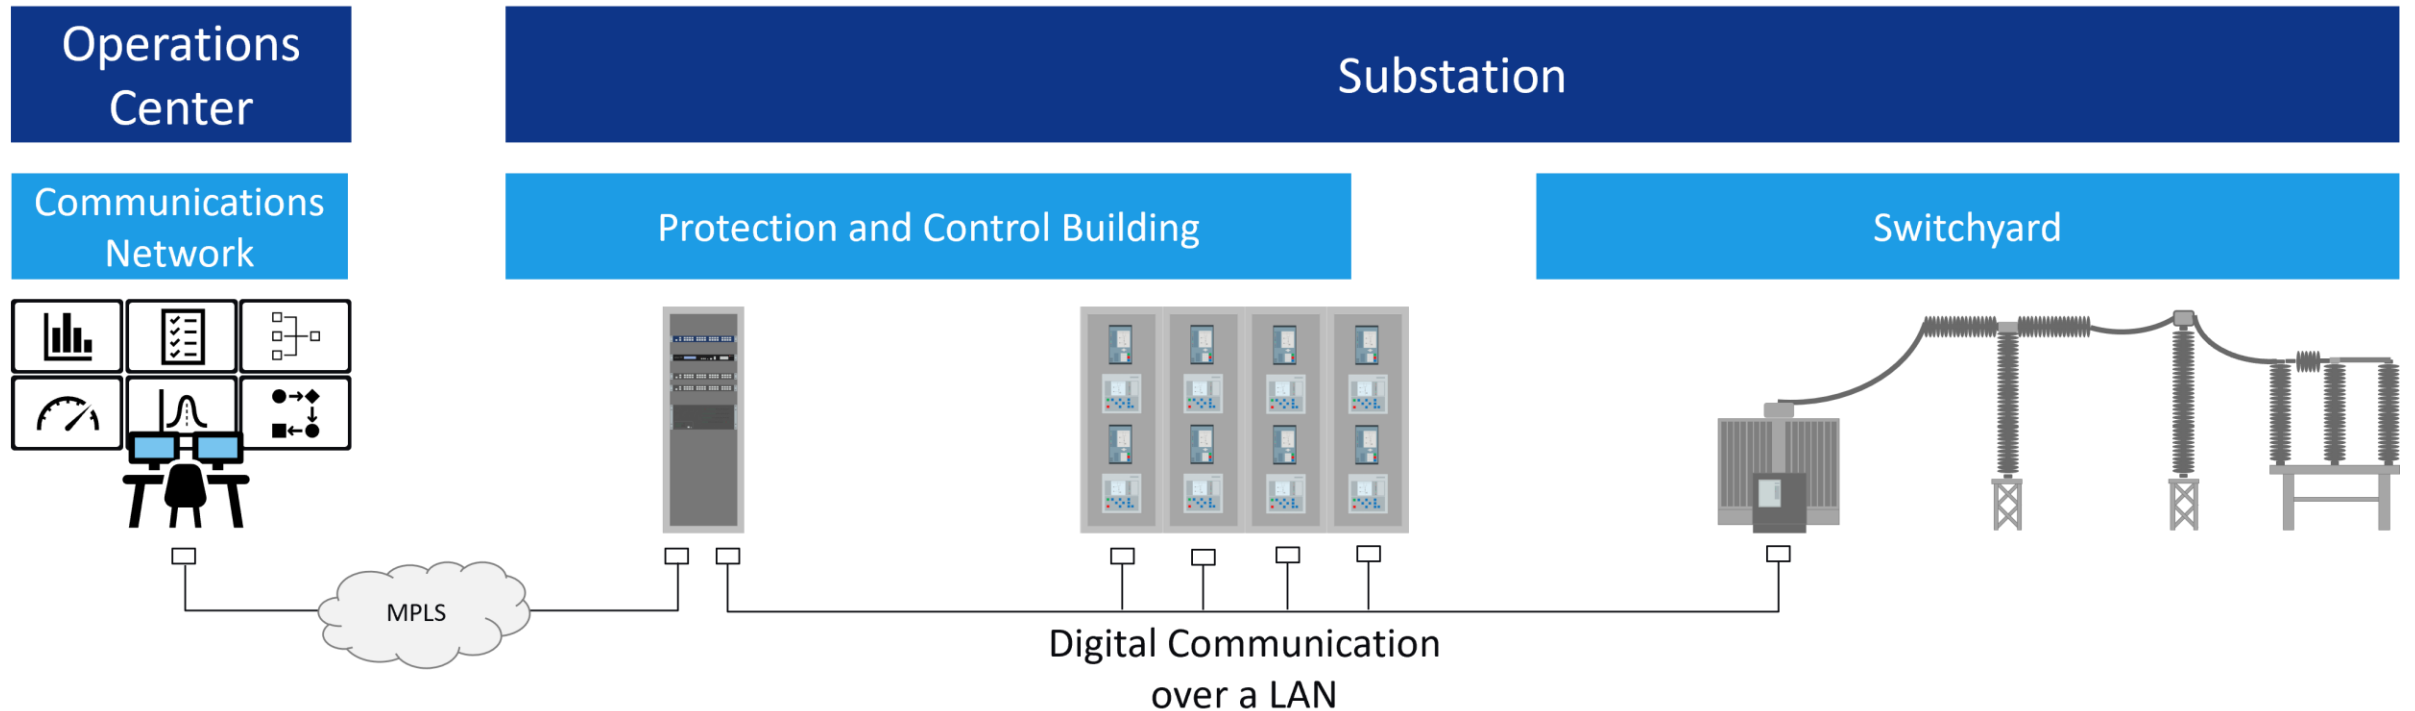 Operations
Center
Substation
Communications
Network
Protection and Control Building
Switchyard
MPLS
Digital Communication
over a LAN